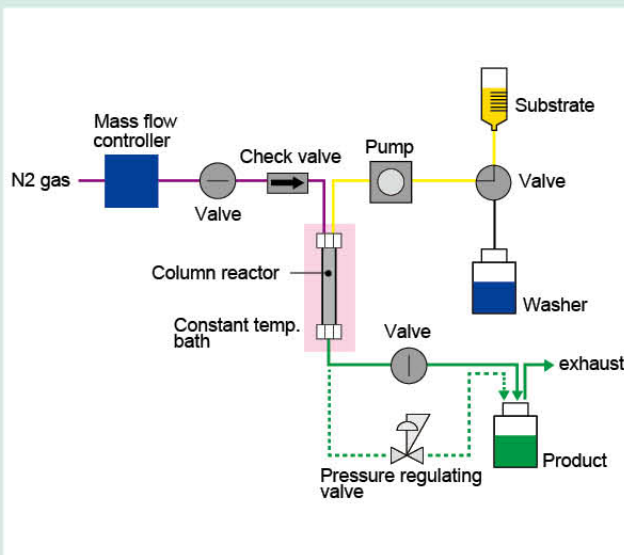 Substrate
Mass flow
controller
Check valve
Pump
N2 gas
Valve
Valve
Column reactor
Washer
Constant temp.
bath
Valve
exhaust
Pressure regulating
valve
Product